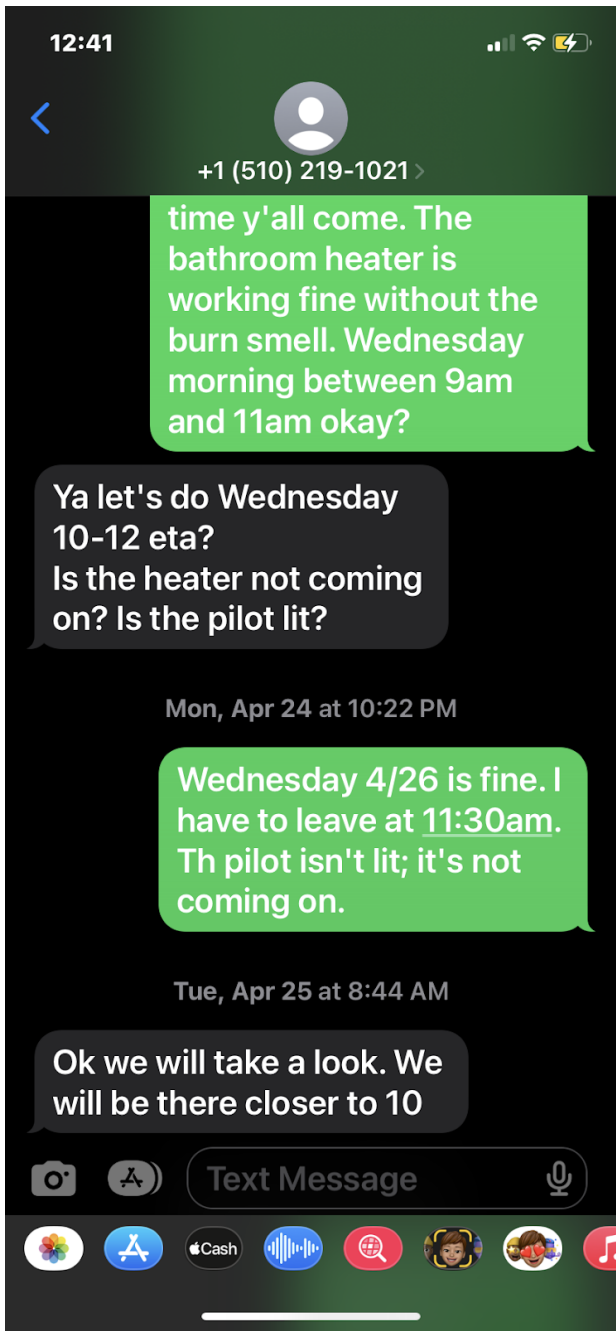 12:41
+1 (510) 219-1021
time y'all come. The
bathroom heater is
working fine without the
burn smell. Wednesday
morning between 9am
and 11am okay?
Ya let's do Wednesday
10-12 eta?
Is the heater not coming
on? Is the pilot lit?
Mon, Apr 24 at 10:22 PM
Wednesday 4/26 is fine. I
have to leave at 11:30am.
Th pilot isn't lit; it's not
coming on.
Tue, Apr 25 at 8:44 AM
Ok we will take a look. We
will be there closer to 10
Text Message
Cash